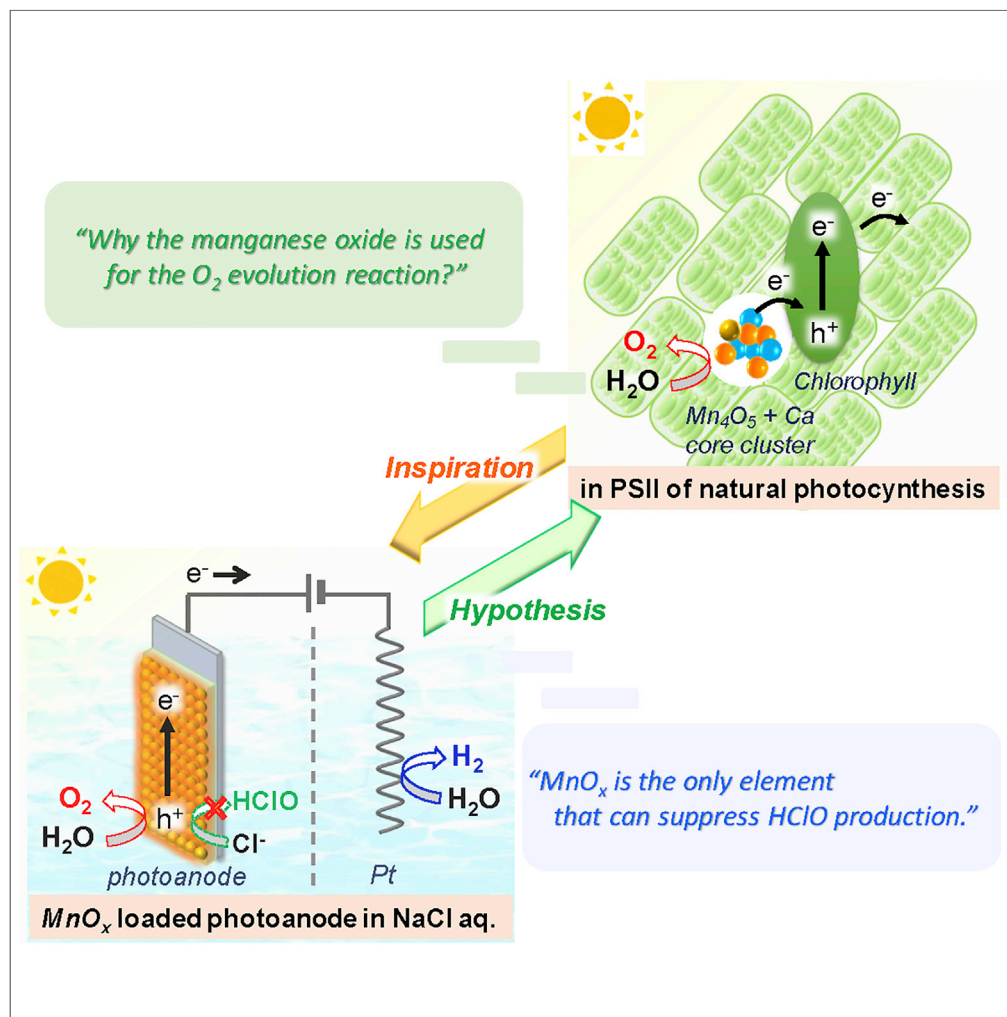 “Why the manganese oxide is used
for the O₂ evolution reaction?”
e⁻
e⁻
e⁻
h⁺
O₂
H₂O
Chlorophyll
Mn₄O₅ + Ca
core cluster
in PSII of natural photocynthesis
Inspiration
Hypothesis
e⁻
e⁻
h⁺
O₂
H₂O
HClO
Cl⁻
H₂
H₂O
photoanode
Pt
MnOₓ loaded photoanode in NaCl aq.
“MnOₓ is the only element
that can suppress HClO production.”